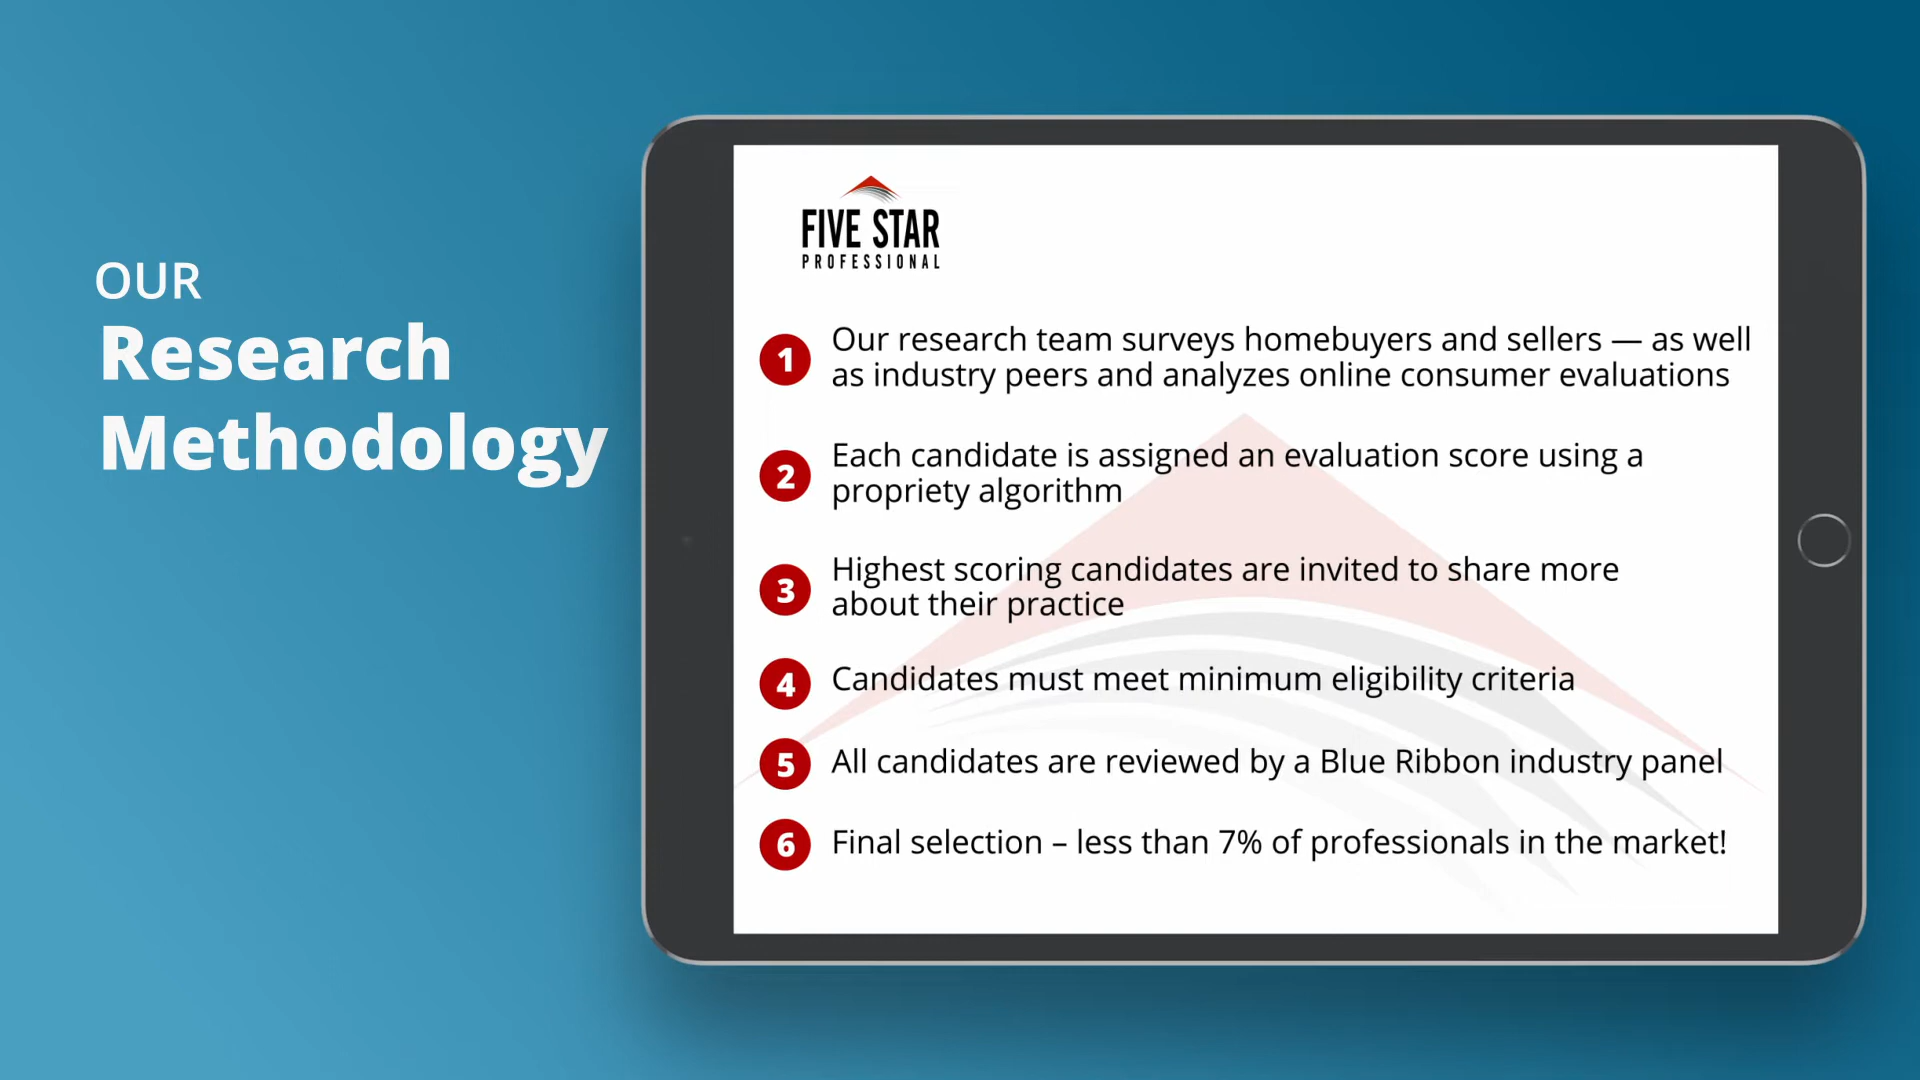 OUR
Research
Methodology
FIVE STAR
PROFESSIONAL
1 Our research team surveys homebuyers and sellers — as well
as industry peers and analyzes online consumer evaluations
2 Each candidate is assigned an evaluation score using a
propriety algorithm
3 Highest scoring candidates are invited to share more
about their practice
4 Candidates must meet minimum eligibility criteria
5 All candidates are reviewed by a Blue Ribbon industry panel
6 Final selection – less than 7% of professionals in the market!